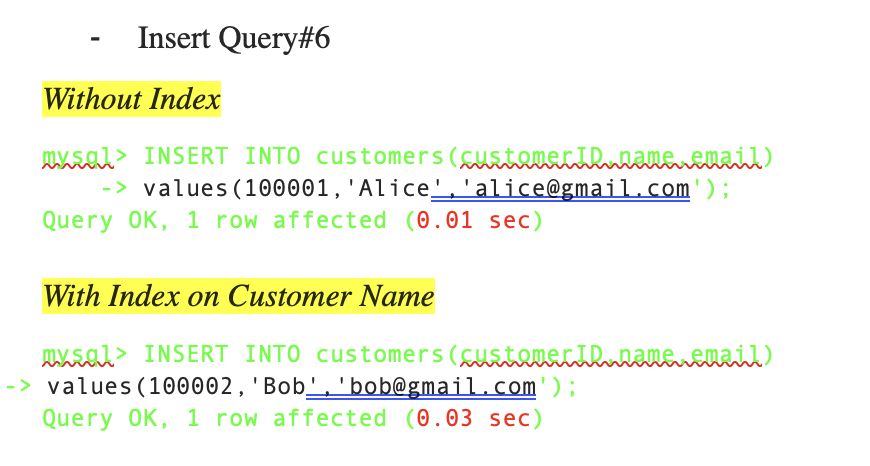 - Insert Query#6
Without Index
mysql> INSERT INTO customers(customerID,name,email)
-> values(100001,'Alice','alice@gmail.com');
Query OK, 1 row affected (0.01 sec)
With Index on Customer Name
mysql> INSERT INTO customers(customerID,name,email)
-> values(100002,'Bob','bob@gmail.com');
Query OK, 1 row affected (0.03 sec)